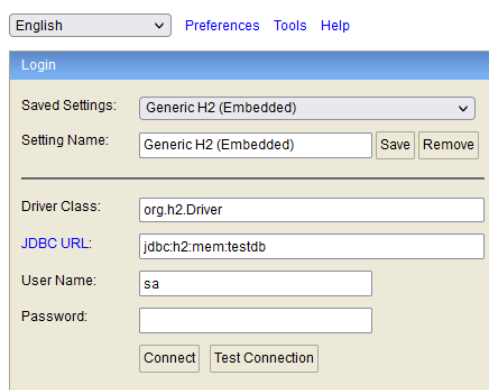 English Preferences Tools Help
Login
Saved Settings: Generic H2 (Embedded)
Setting Name: Generic H2 (Embedded) Save Remove
Driver Class: org.h2.Driver
JDBC URL: jdbc:h2:mem:testdb
User Name: sa
Password:
Connect Test Connection